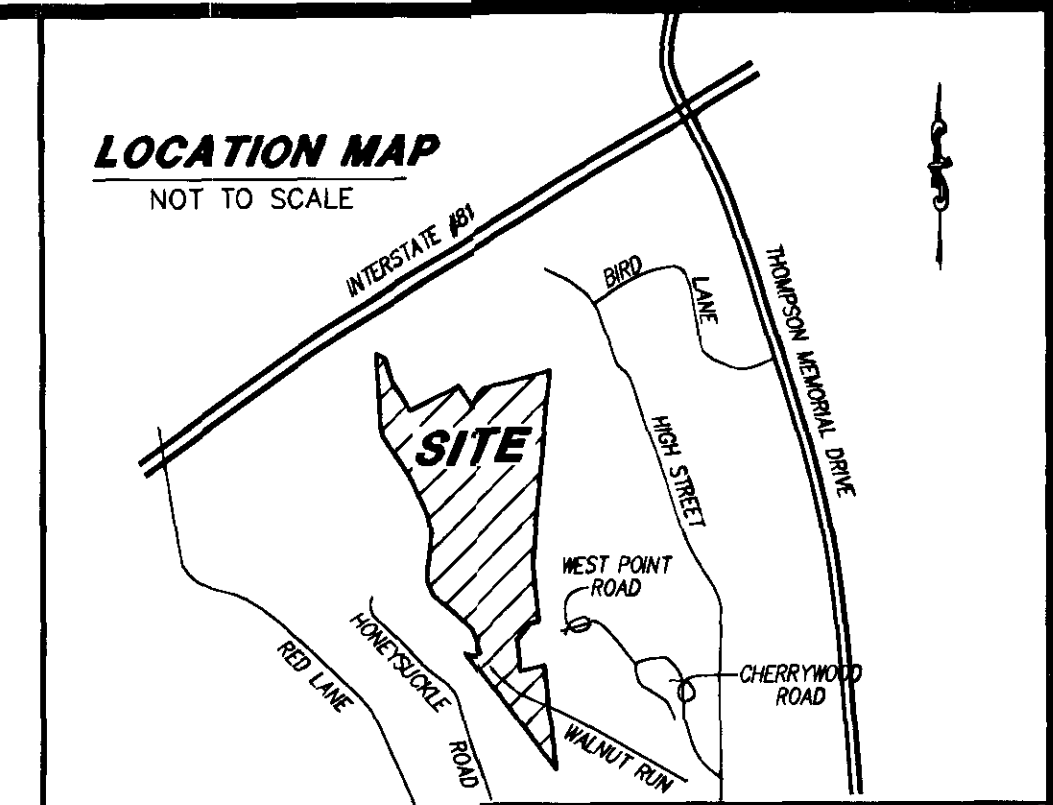 LOCATION MAP
NOT TO SCALE
INTERSTATE #81
BIRD
LANE
THOMPSON MEMORIAL DRIVE
SITE
HIGH STREET
WEST POINT
ROAD
HONEYSUCKLE
ROAD
RED LANE
CHERRYWOOD
ROAD
WALNUT RUN